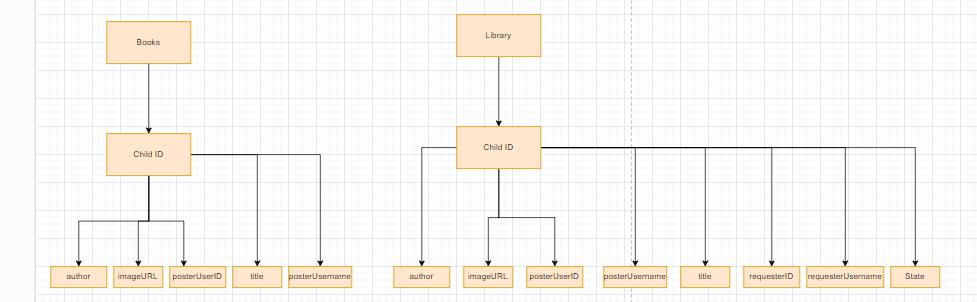 Books
Library
Child ID
Child ID
author
imageURL
posterUserID
title
posterUsername
author
imageURL
posterUserID
posterUsername
title
requesterID
requesterUsername
State